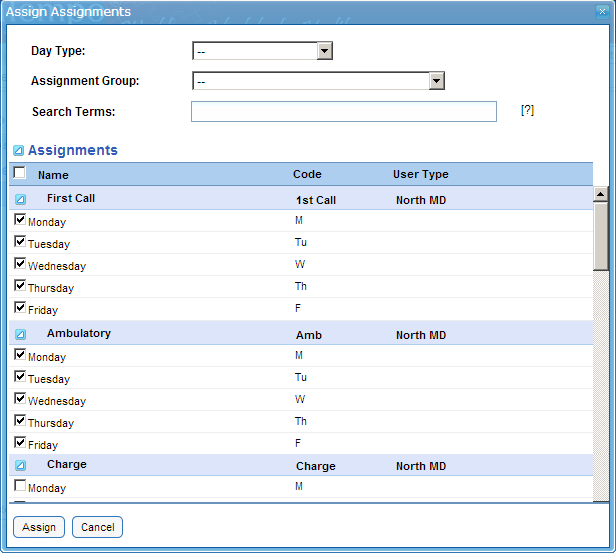 Assign Assignments
Day Type: --
Assignment Group: --
Search Terms: [?]
Assignments
Name Code User Type
First Call 1st Call North MD
Monday M
Tuesday Tu
Wednesday W
Thursday Th
Friday F
Ambulatory Amb North MD
Monday M
Tuesday Tu
Wednesday W
Thursday Th
Friday F
Charge Charge North MD
Monday M
Assign Cancel